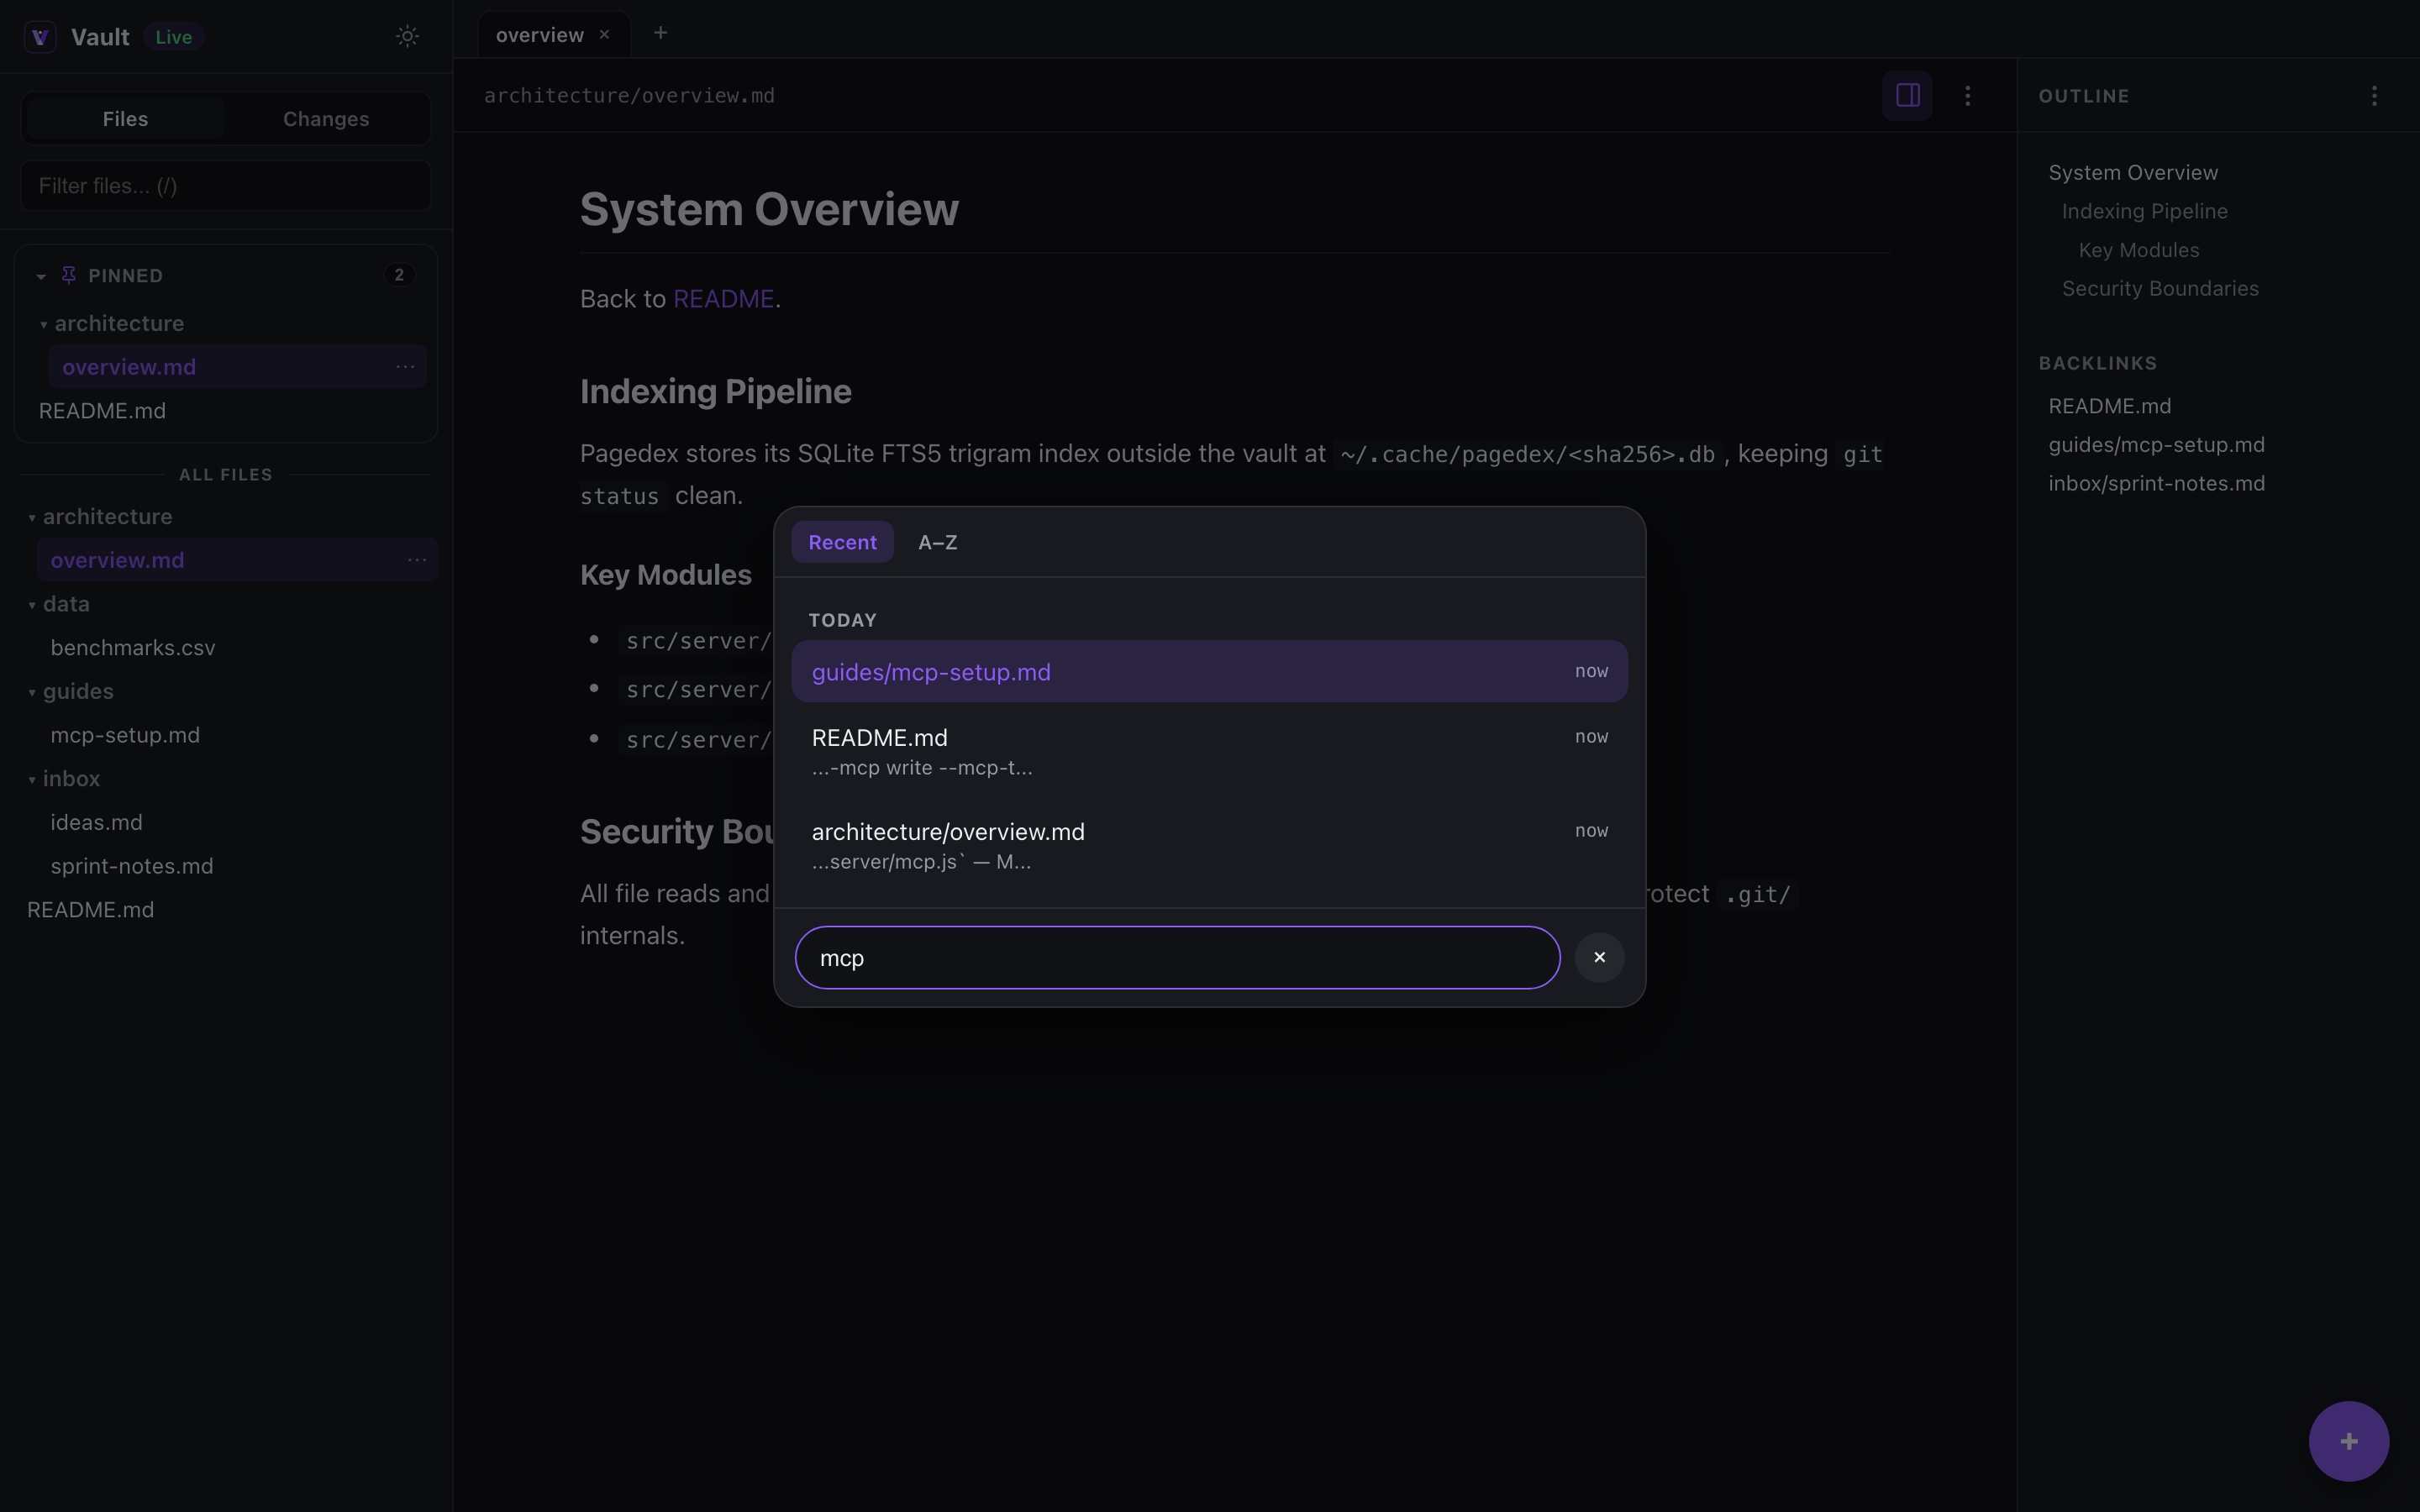 Vault Live
Files Changes
Filter files... (/)
PINNED 2
architecture
overview.md ...
README.md
ALL FILES
architecture
overview.md ...
data
benchmarks.csv
guides
mcp-setup.md
inbox
ideas.md
sprint-notes.md
README.md
overview × +
architecture/overview.md
System Overview
Back to README.
Indexing Pipeline
Pagedex stores its SQLite FTS5 trigram index outside the vault at ~/.cache/pagedex/<sha256>.db, keeping git
status clean.
Key Modules
• src/server/
• src/server/
• src/server/
Security Bou
All file reads and
rotect .git/
internals.
Recent A–Z
TODAY
guides/mcp-setup.md now
README.md now
...-mcp write --mcp-t...
architecture/overview.md now
...server/mcp.js` — M...
mcp ×
OUTLINE
System Overview
Indexing Pipeline
Key Modules
Security Boundaries
BACKLINKS
README.md
guides/mcp-setup.md
inbox/sprint-notes.md
+